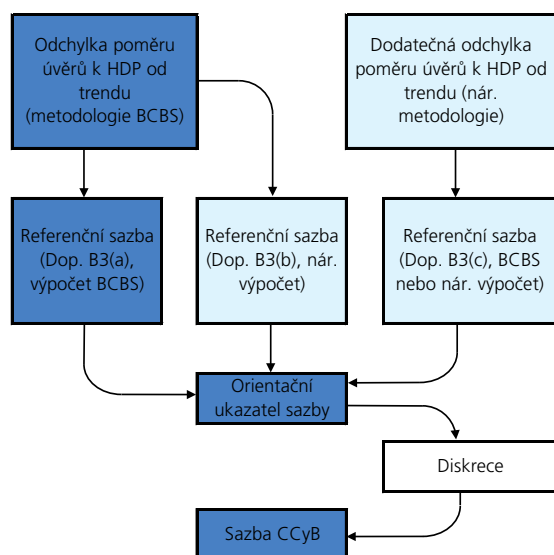 Odchylka poměru
úvěrů k HDP od
trendu
(metodologie BCBS)
Dodatečná odchylka
poměru úvěrů k HDP od
trendu (nár.
metodologie)
Referenční sazba
(Dop. B3(a),
výpočet BCBS)
Referenční sazba
(Dop. B3(b), nár.
výpočet)
Referenční sazba
(Dop. B3(c), BCBS
nebo nár. výpočet)
Orientační
ukazatel sazby
Diskrece
Sazba CCyB